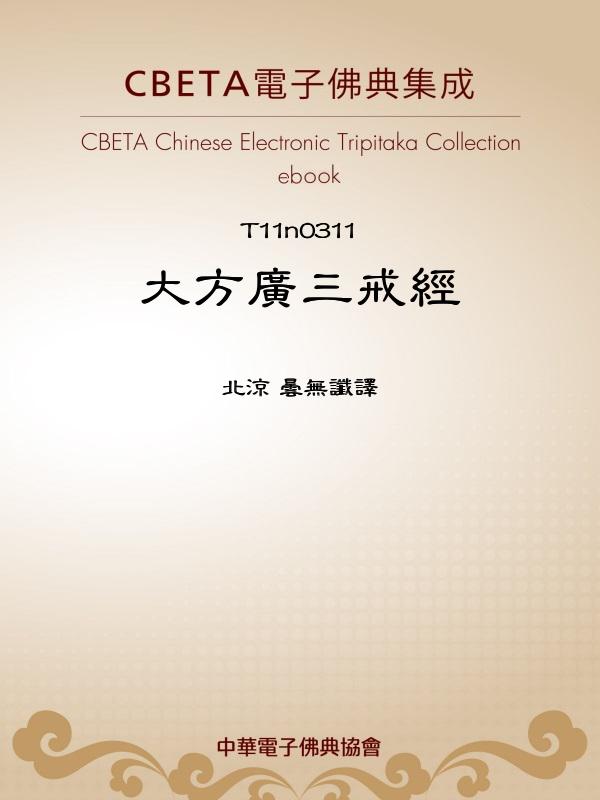 CBETA電子佛典集成
CBETA Chinese Electronic Tripitaka Collection
ebook
T11n0311
大方廣三戒經
北涼 曇無讖譯
中華電子佛典協會